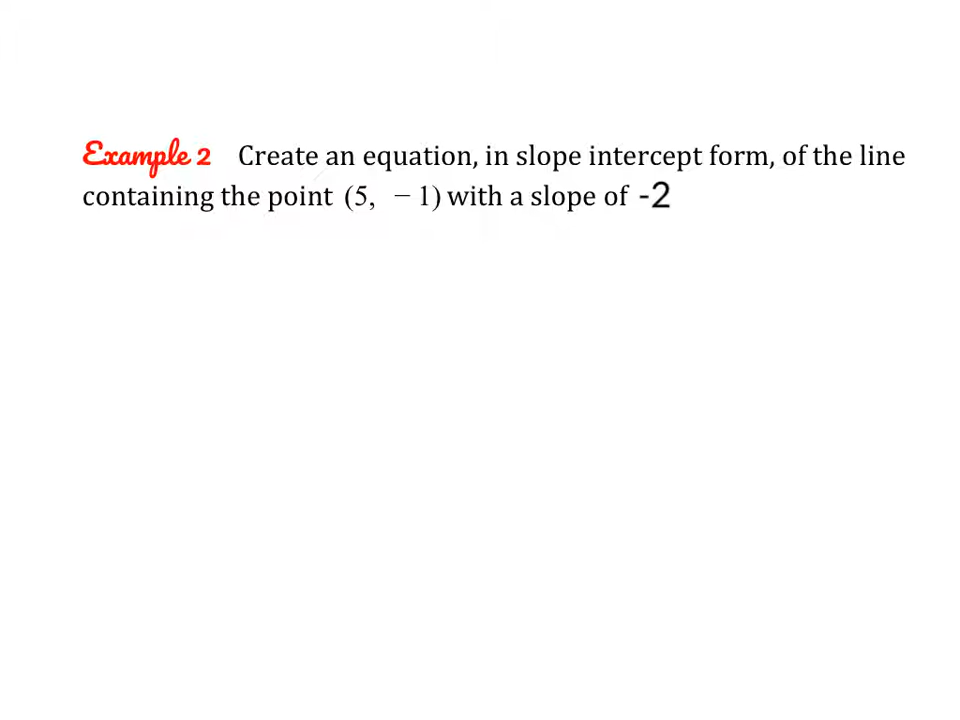 Example 2 Create an equation, in slope intercept form, of the line
containing the point (5, − 1) with a slope of -2